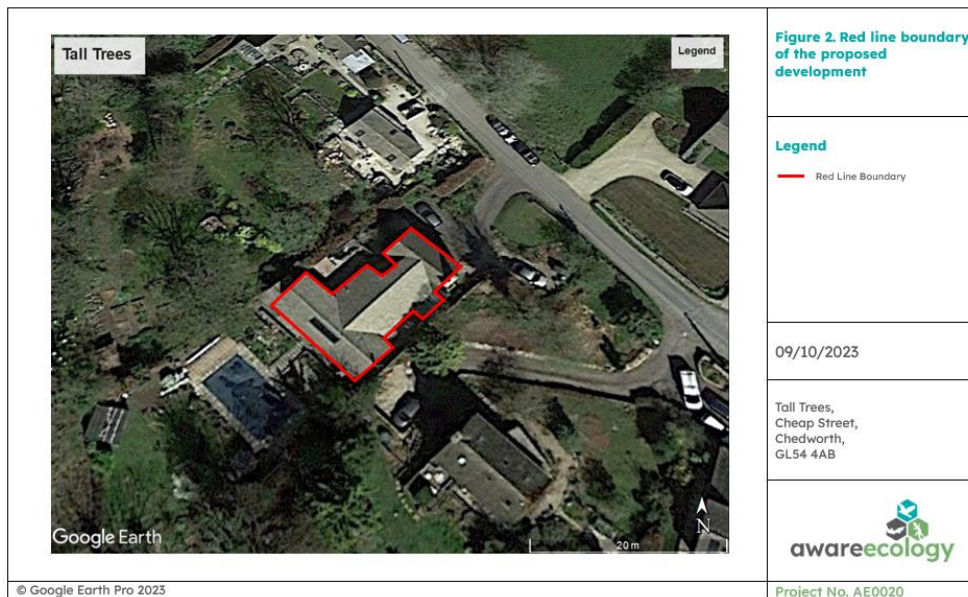 Tall Trees
Legend
Google Earth
N
20 m
© Google Earth Pro 2023
Figure 2. Red line boundary
of the proposed
development
Legend
Red Line Boundary
09/10/2023
Tall Trees,
Cheap Street,
Chedworth,
GL54 4AB
awareecology
Project No. AE0020